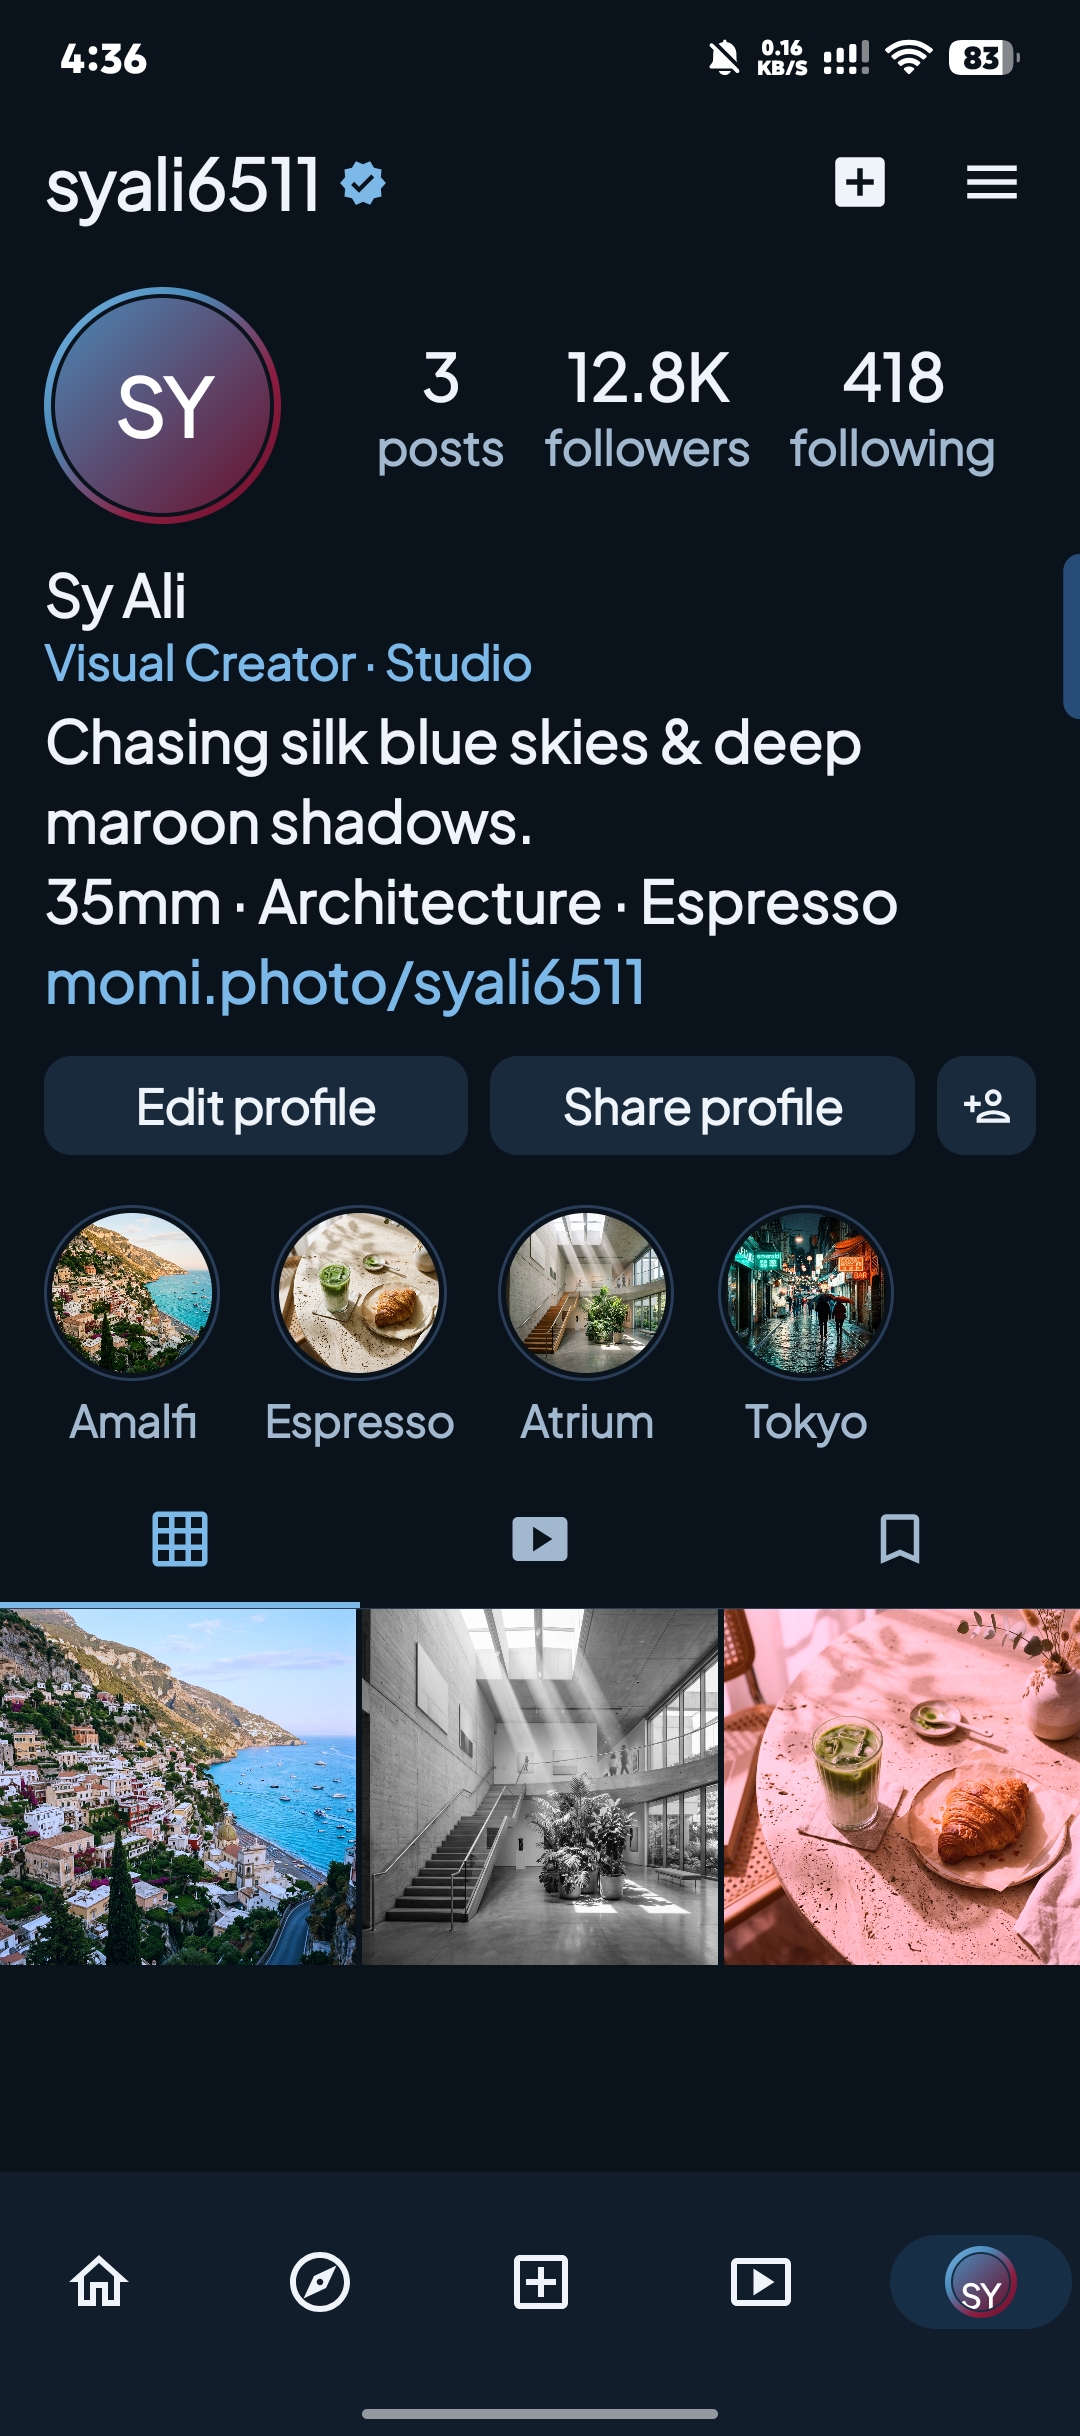 4:36
0.16
KB/S
83
syali6511
SY
3
12.8K
418
posts
followers
following
Sy Ali
Visual Creator · Studio
Chasing silk blue skies & deep
maroon shadows.
35mm · Architecture · Espresso
momi.photo/syali6511
Edit profile
Share profile
Amalfi
Espresso
Atrium
Tokyo
SY